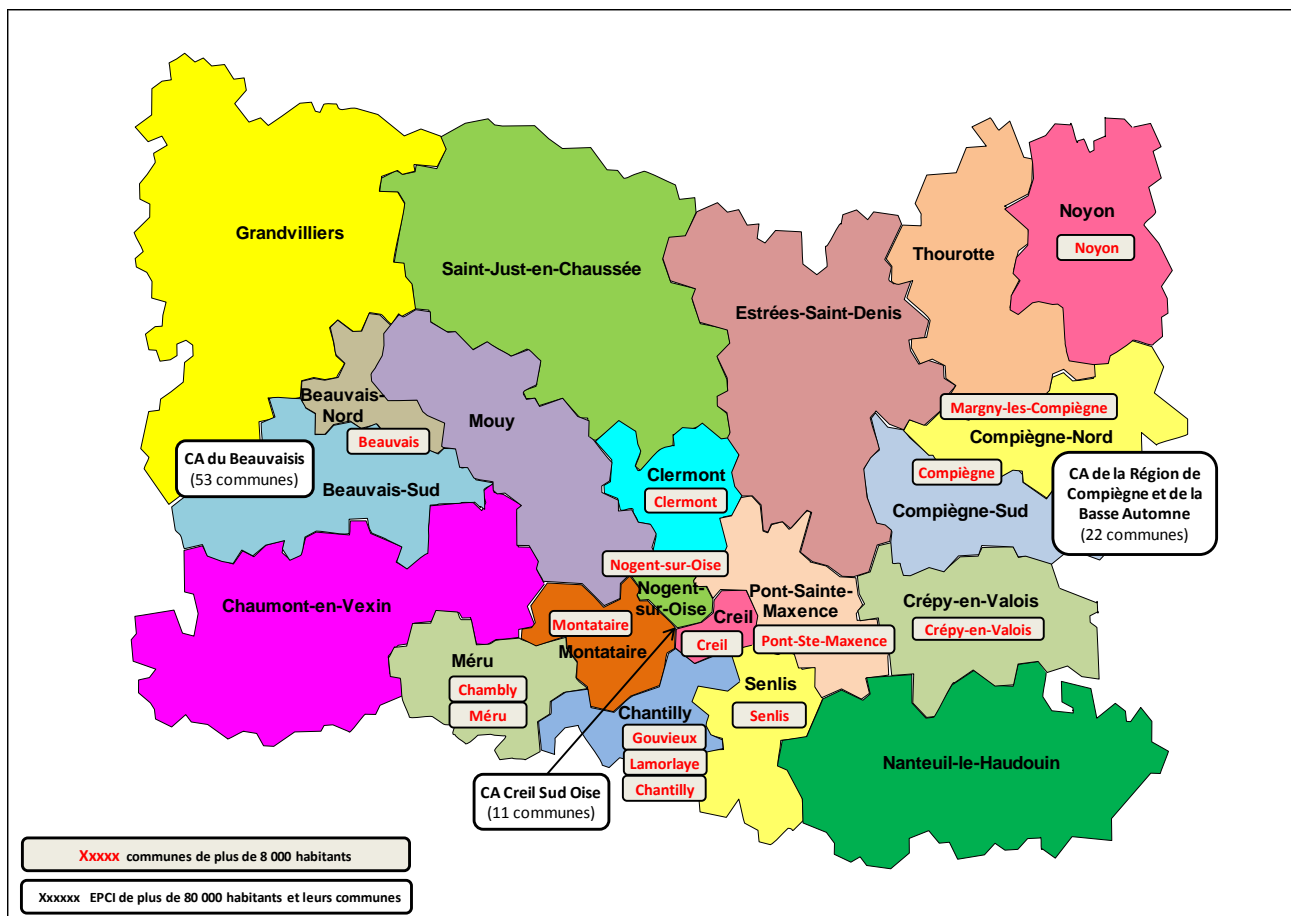 Grandvilliers
Saint-Just-en-Chaussée
Noyon
Noyon
Thourotte
Estrées-Saint-Denis
Beauvais-
Nord
Beauvais
Mouy
Margny-les-Compiègne
Compiègne-Nord
CA du Beauvaisis
(53 communes)
Beauvais-Sud
Clermont
Clermont
Compiègne
Compiègne-Sud
CA de la Région de
Compiègne et de la
Basse Automne
(22 communes)
Chaumont-en-Vexin
Nogent-sur-Oise
Nogent-
sur-Oise
Pont-Sainte-
Maxence
Pont-Ste-Maxence
Crépy-en-Valois
Crépy-en-Valois
Montataire
Montataire
Creil
Creil
Méru
Chambly
Méru
Chantilly
Gouvieux
Lamorlaye
Chantilly
Senlis
Senlis
Nanteuil-le-Haudouin
CA Creil Sud Oise
(11 communes)
Xxxxx communes de plus de 8 000 habitants
Xxxxxx EPCI de plus de 80 000 habitants et leurs communes